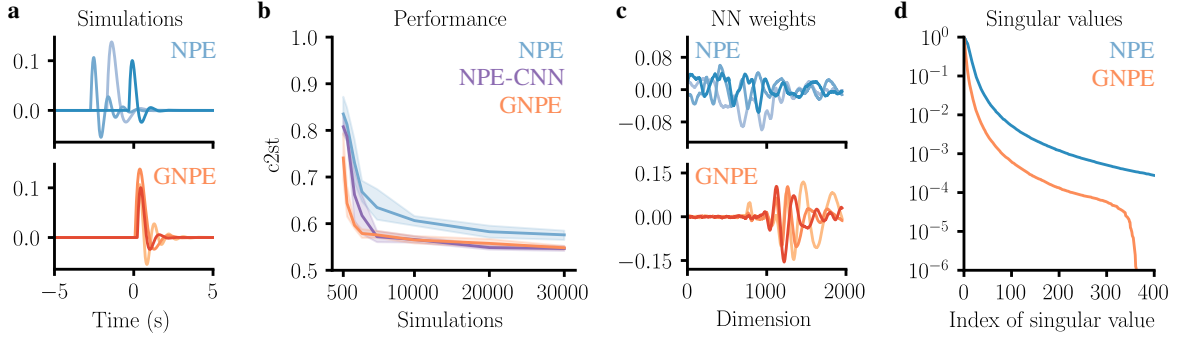 a
Simulations
NPE
0.1
0.0
GNPE
0.1
0.0
−5 0 5
Time (s)
b
Performance
NPE
NPE-CNN
GNPE
1.0
0.9
0.8
0.7
0.6
0.5
c2st
500 10000 20000 30000
Simulations
c
NN weights
NPE
0.08
0.00
−0.08
GNPE
0.15
0.00
−0.15
0 1000 2000
Dimension
d
Singular values
NPE
GNPE
10⁰
10⁻¹
10⁻²
10⁻³
10⁻⁴
10⁻⁵
10⁻⁶
0 100 200 300 400
Index of singular value